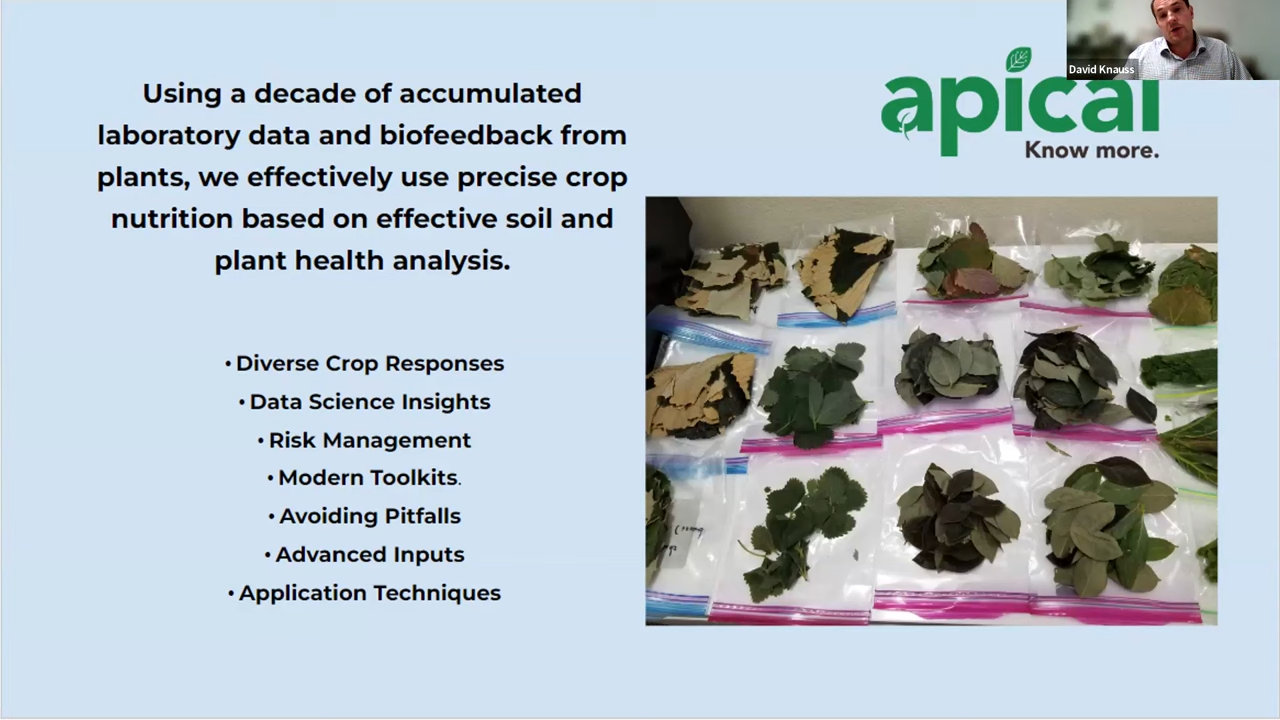 Using a decade of accumulated
laboratory data and biofeedback from
plants, we effectively use precise crop
nutrition based on effective soil and
plant health analysis.
• Diverse Crop Responses
• Data Science Insights
• Risk Management
• Modern Toolkits.
• Avoiding Pitfalls
• Advanced Inputs
• Application Techniques
David Knauss
apical
Know more.